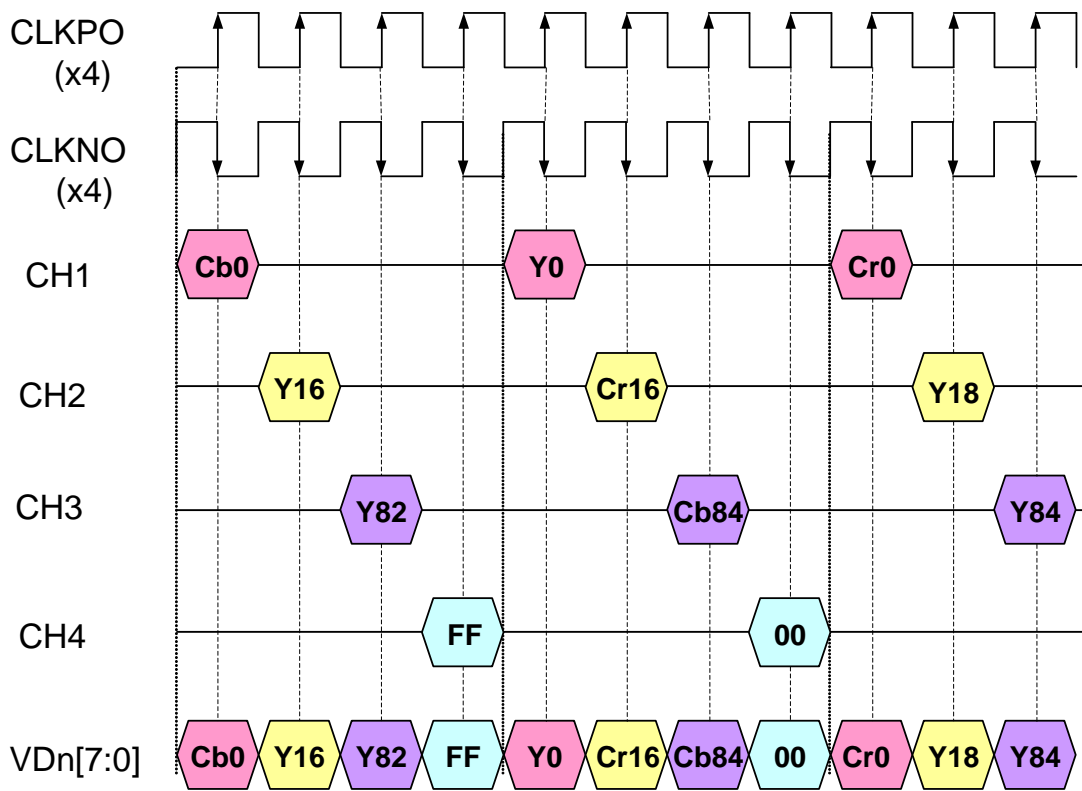 CLKPO
(x4)
CLKNO
(x4)
CH1 Cb0 Y0 Cr0
CH2 Y16 Cr16 Y18
CH3 Y82 Cb84 Y84
CH4 FF 00
VDn[7:0] Cb0 Y16 Y82 FF Y0 Cr16 Cb84 00 Cr0 Y18 Y84